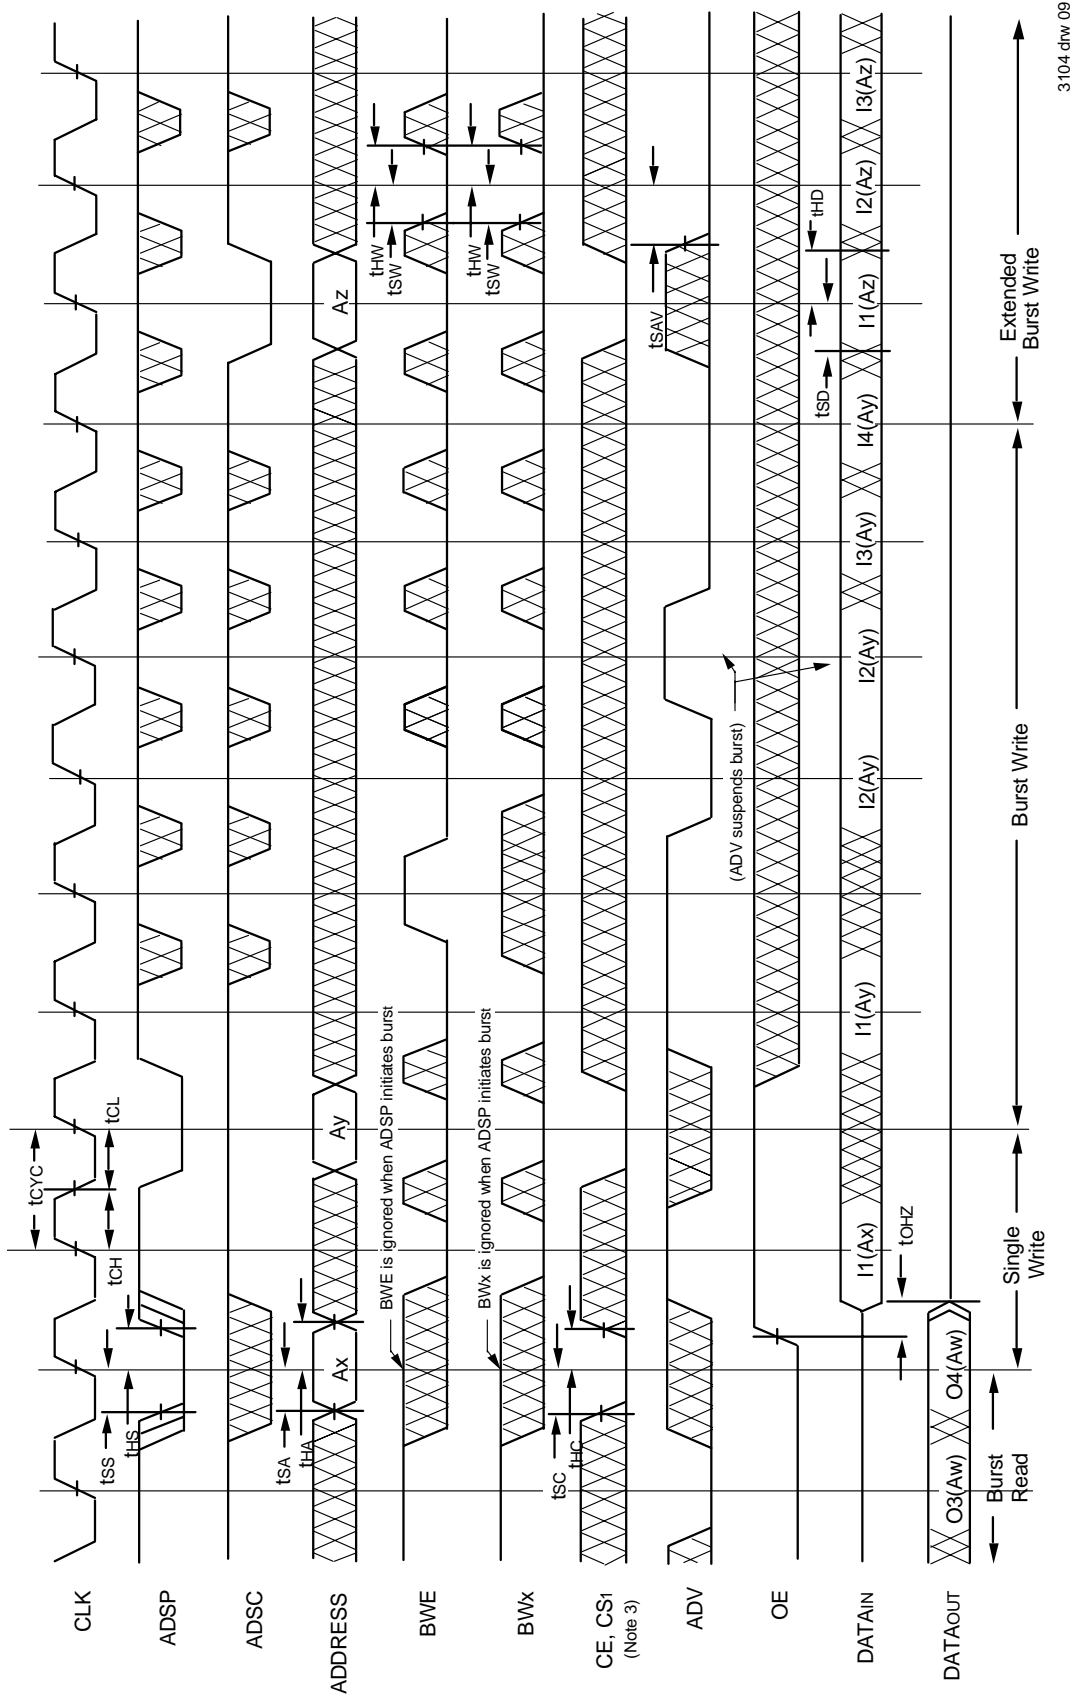 CLK
tCYC
tCH
tCL
ADSP
tSS
tHS
ADSC
ADDRESS
tSA
tHA
Ax
Ay
Az
BWE
BWE is ignored when ADSP initiates burst
tHW
tSW
BWx
BWx is ignored when ADSP initiates burst
tHW
tSW
CE, CS1
(Note 3)
tSC
tHC
ADV
tSAV
(ADV suspends burst)
OE
DATAIN
I1(Ax)
I1(Ay)
I2(Ay)
I2(Ay)
I3(Ay)
I4(Ay)
I1(Az)
I2(Az)
I3(Az)
tSD
tHD
tOHZ
DATAOUT
O3(Aw)
O4(Aw)
Burst
Read
Single
Write
Burst Write
Extended
Burst Write
3104 drw 09